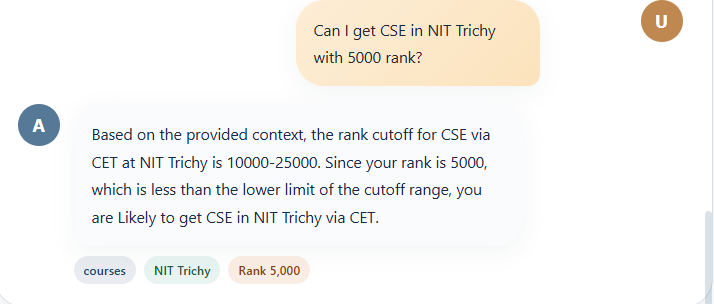 Can I get CSE in NIT Trichy
with 5000 rank?
U
A
Based on the provided context, the rank cutoff for CSE via
CET at NIT Trichy is 10000-25000. Since your rank is 5000,
which is less than the lower limit of the cutoff range, you
are Likely to get CSE in NIT Trichy via CET.
courses NIT Trichy Rank 5,000